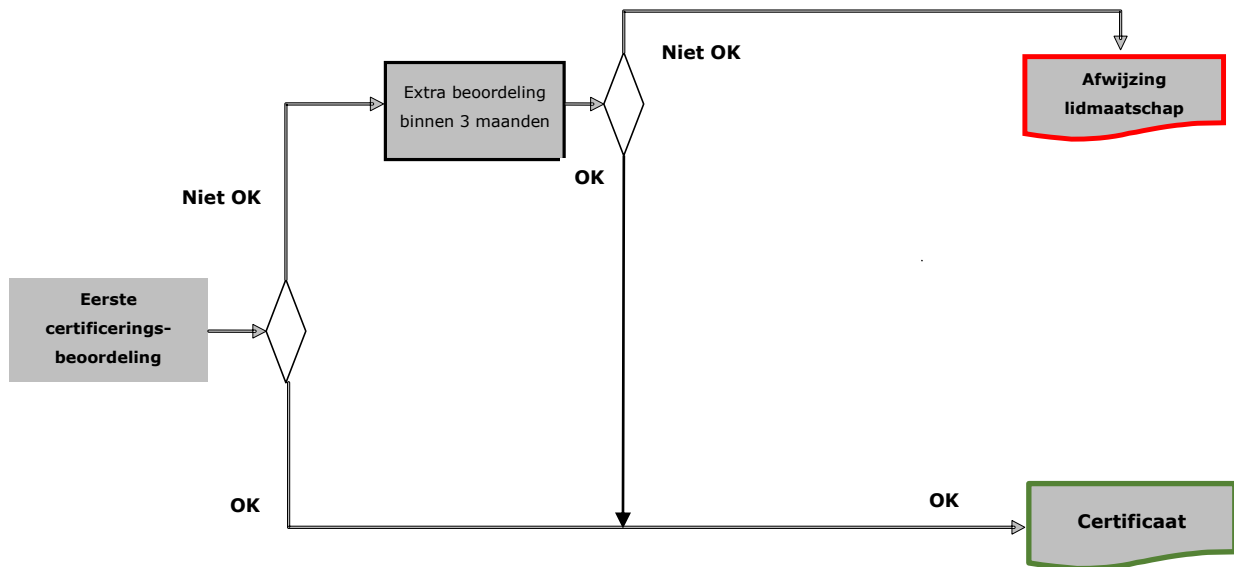 Niet OK
Afwijzing
lidmaatschap
Extra beoordeling
binnen 3 maanden
OK
Niet OK
Eerste
certificerings-
beoordeling
OK
OK
Certificaat